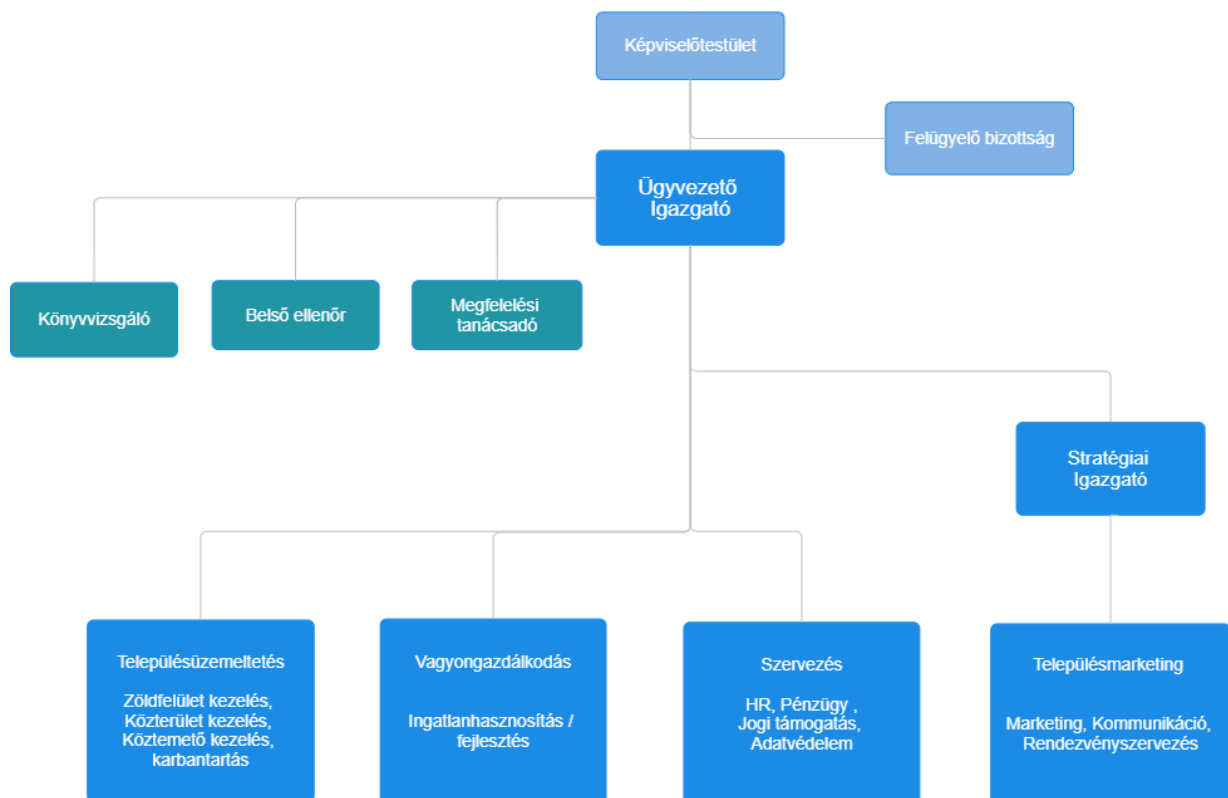 Képviselőtestület
Felügyelő bizottság
Ügyvezető
Igazgató
Könyvvizsgáló
Belső ellenőr
Megfelelési
tanácsadó
Stratégiai
Igazgató
Településüzemeltetés
Zöldfelület kezelés,
Közterület kezelés,
Köztemető kezelés,
karbantartás
Vagyongazdálkodás
Ingatlanhasznosítás /
fejlesztés
Szervezés
HR, Pénzügy ,
Jogi támogatás,
Adatvédelem
Településmarketing
Marketing, Kommunikáció,
Rendezvényszervezés